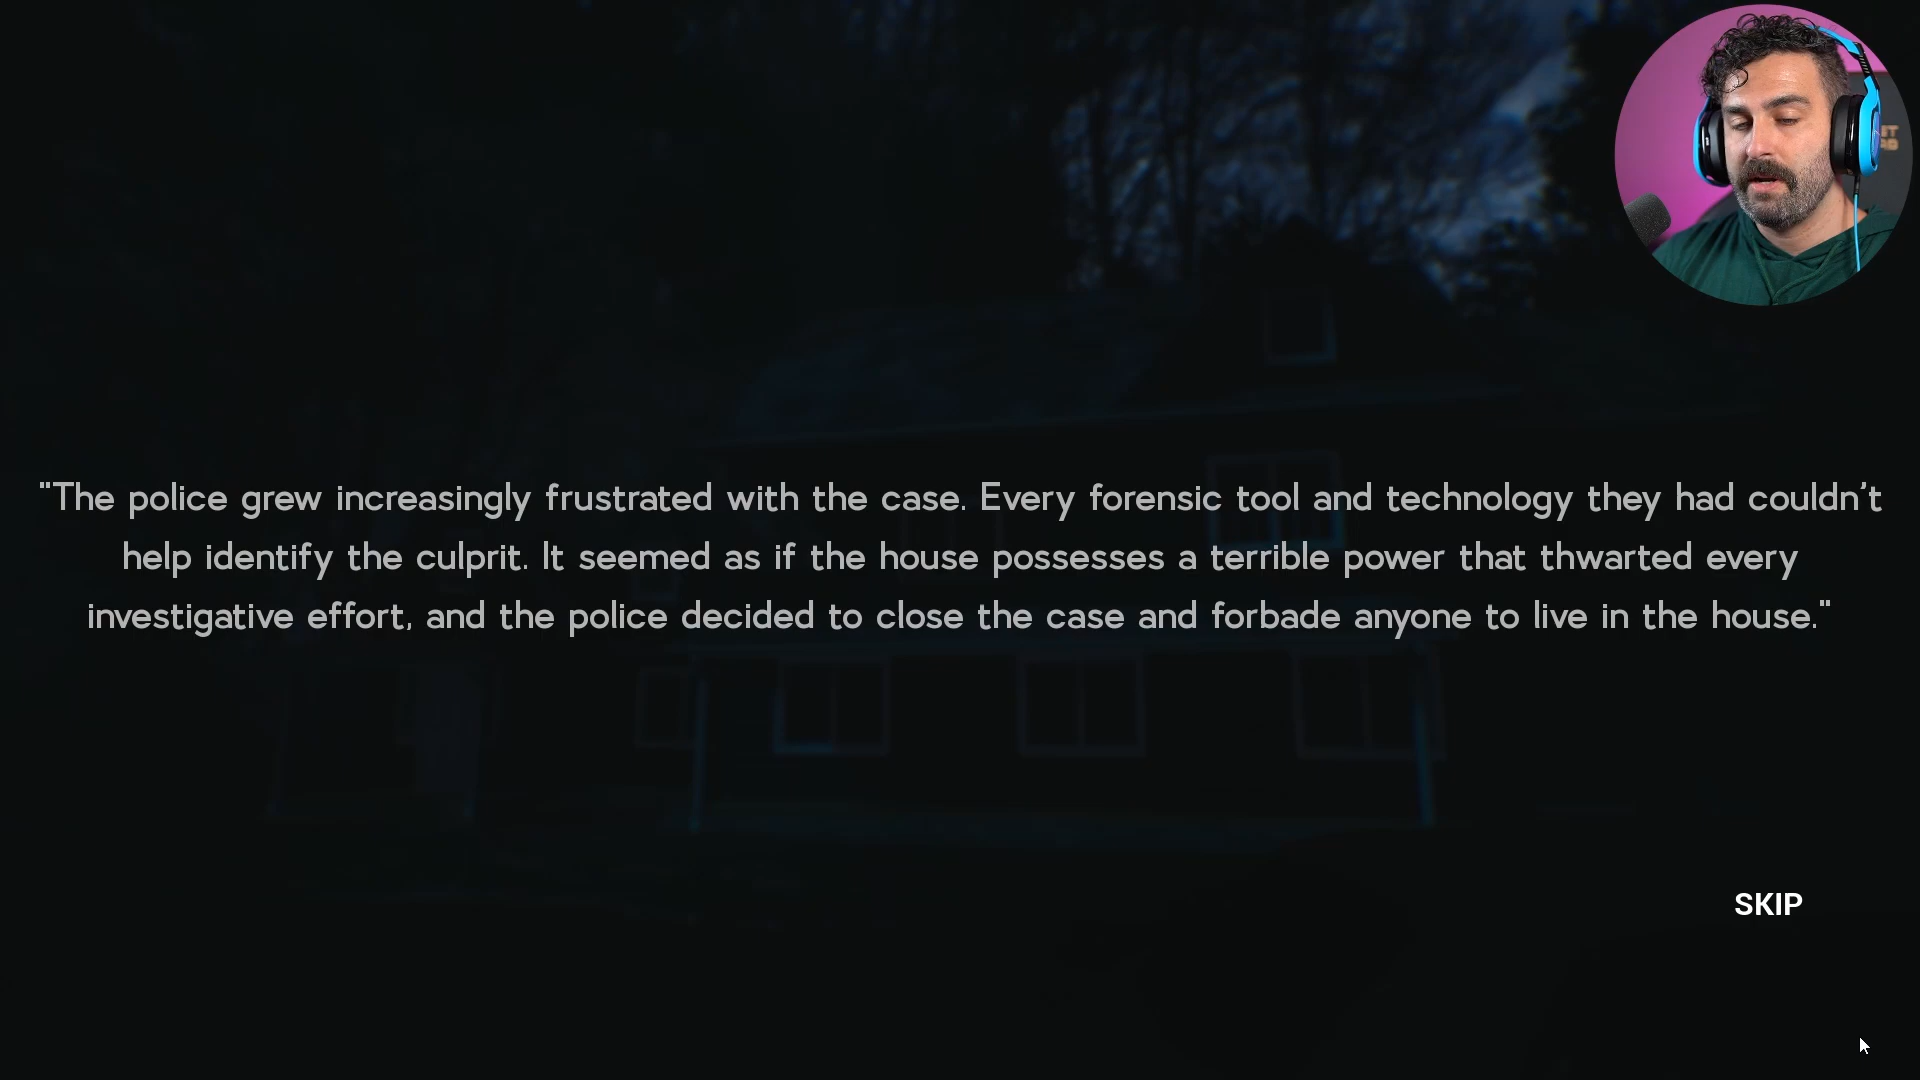 "The police grew increasingly frustrated with the case. Every forensic tool and technology they had couldn't
help identify the culprit. It seemed as if the house possesses a terrible power that thwarted every
investigative effort, and the police decided to close the case and forbade anyone to live in the house."
SKIP